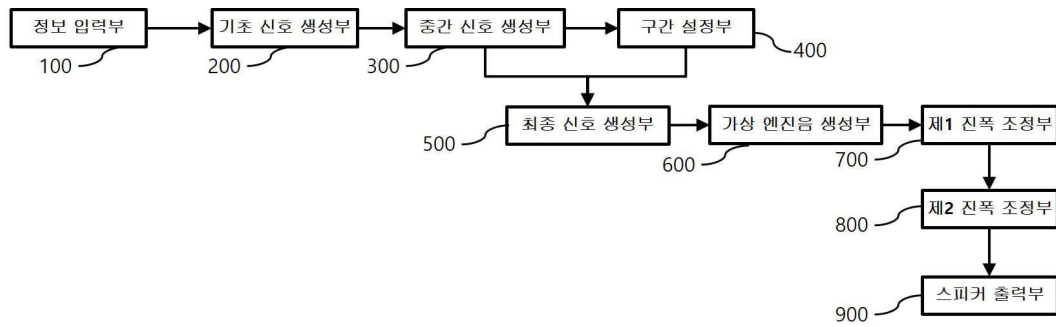 정보 입력부
기초 신호 생성부
중간 신호 생성부
구간 설정부
100
200
300
400
최종 신호 생성부
가상 엔진음 생성부
제1 진폭 조정부
500
600
700
제2 진폭 조정부
800
스피커 출력부
900